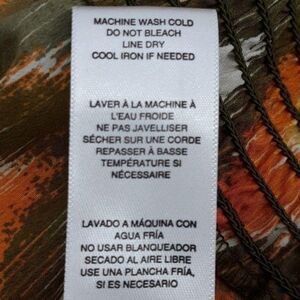 MACHINE WASH COLD
DO NOT BLEACH
LINE DRY
COOL IRON IF NEEDED
LAVER À LA MACHINE À
L'EAU FROIDE
NE PAS JAVELLISER
SÉCHER SUR UNE CORDE
REPASSER À BASSE
TEMPÉRATURE SI
NÉCESSAIRE
LAVADO A MÁQUINA CON
AGUA FRÍA
NO USAR BLANQUEADOR
SECADO AL AIRE LIBRE
USE UNA PLANCHA FRÍA,
SI ES NECESARIO